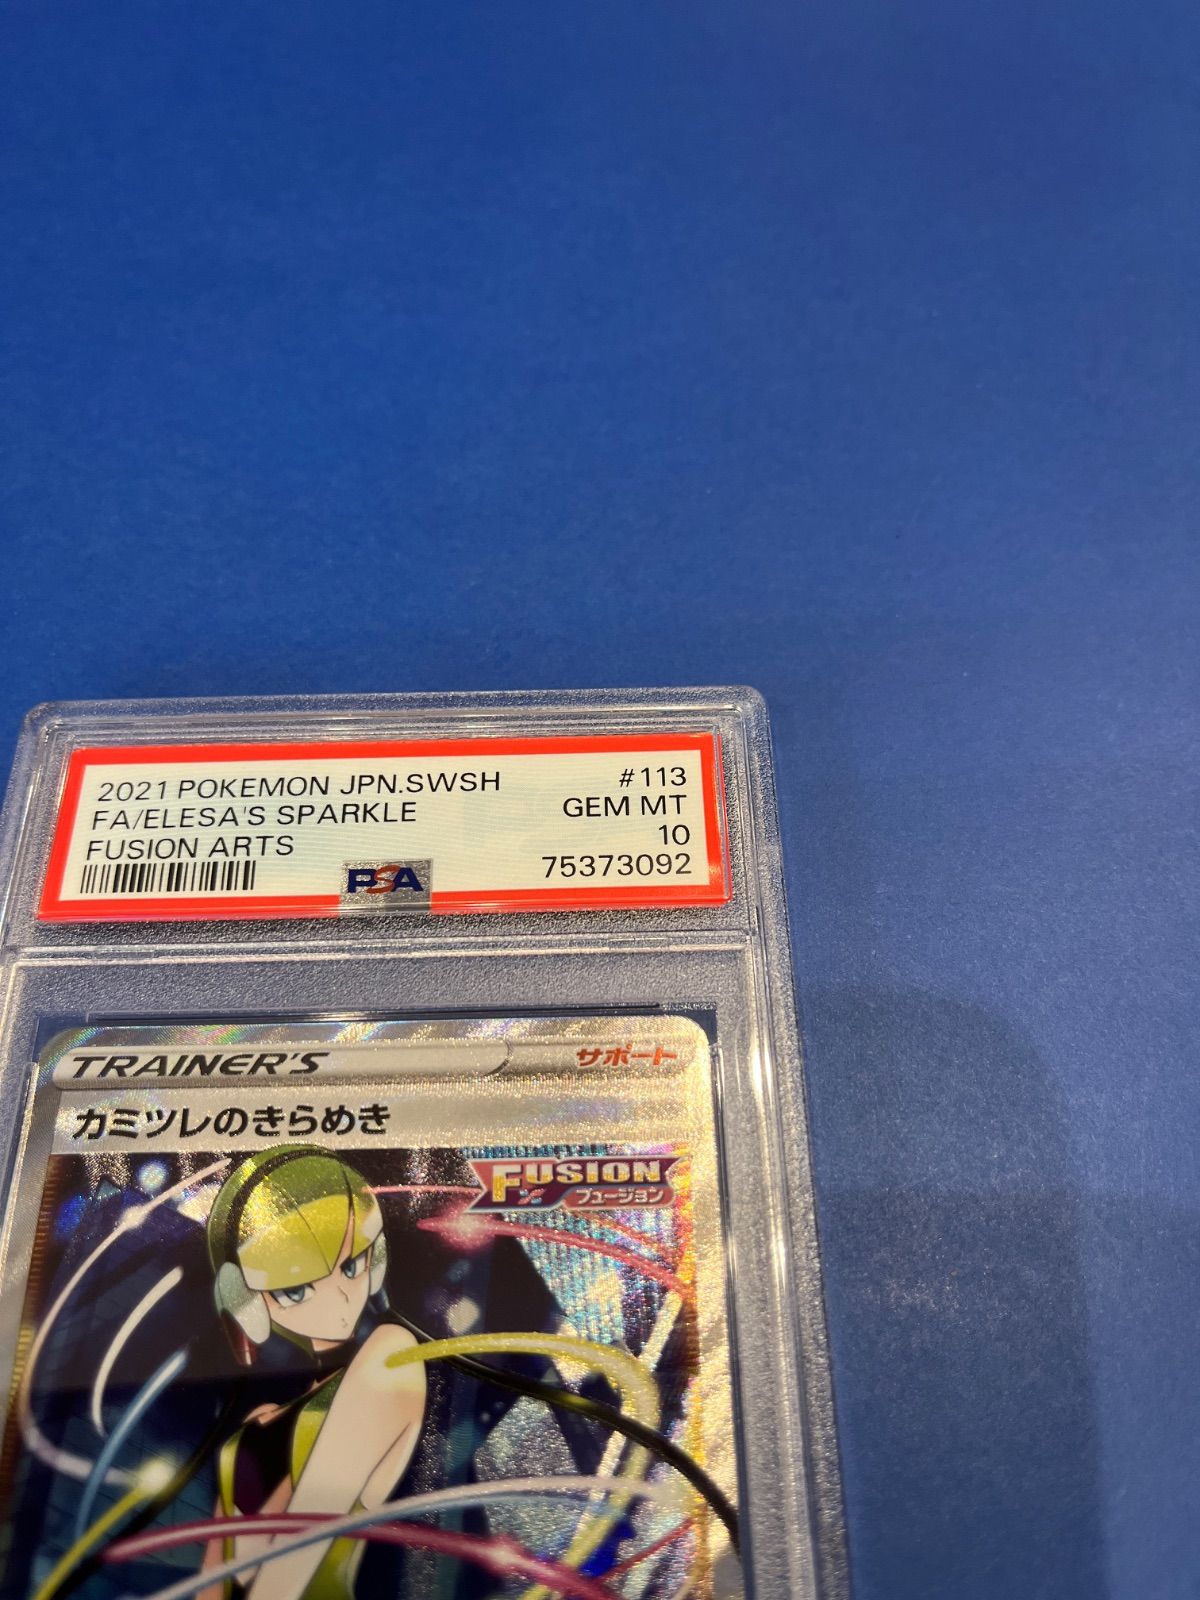 2021 POKEMON JPN.SWSH #113
FA/ELESA'S SPARKLE GEM MT
FUSION ARTS 10
PSA 75373092
TRAINER'S サポート
カミツレのきらめき
FUSION
フュージョン